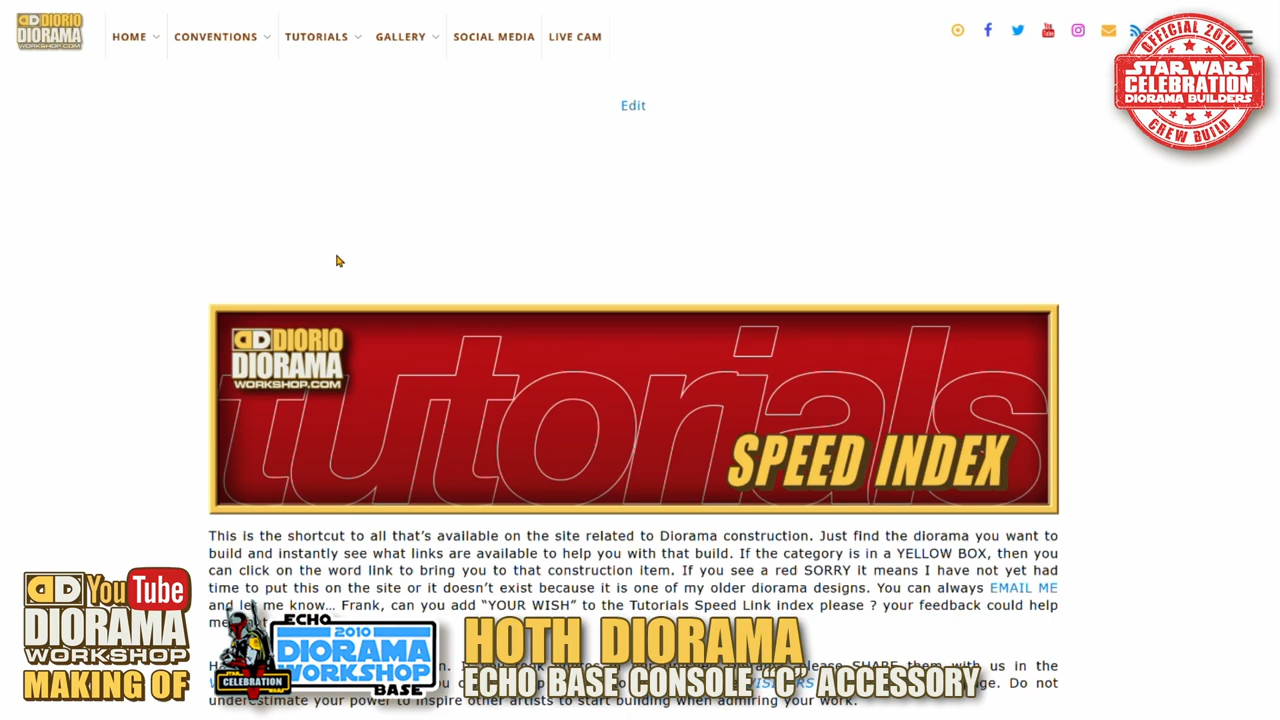 DD DIORIO
DIORAMA
WORKSHOP.COM
HOME
CONVENTIONS
TUTORIALS
GALLERY
SOCIAL MEDIA
LIVE CAM
OFFICIAL 2010
STAR WARS
CELEBRATION
DIORAMA BUILDERS
CREW BUILD
Edit
tutorials
DD DIORIO
DIORAMA
WORKSHOP.COM
SPEED INDEX
This is the shortcut to all that's available on the site related to Diorama construction. Just find the diorama you want to
build and instantly see what links are available to help you with that build. If the category is in a YELLOW BOX, then you
can click on the word link to bring you to that construction item. If you see a red SORRY it means I have not yet had
time to put this on the site or it doesn't exist because it is one of my older diorama designs. You can always EMAIL ME
and let me know... Frank, can you add "YOUR WISH" to the Tutorials Speed Link Index please ? your feedback could help
please SHARE them with us in the
Do not
underestimate your power to inspire other artists to start building when admiring your work.
DD YouTube
DIORAMA
WORKSHOP.COM
MAKING OF
ECHO
2010
DIORAMA
WORKSHOP
BASE
CELEBRATION
HOTH DIORAMA
ECHO BASE CONSOLE "C" ACCESSORY